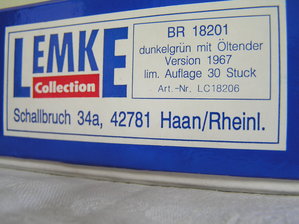 LEMKE
Collection
BR 18201
dunkelgrün mit Öltender
Version 1967
lim. Auflage 30 Stuck
Art.-Nr. LC18206
Schallbruch 34a, 42781 Haan/Rheinl.